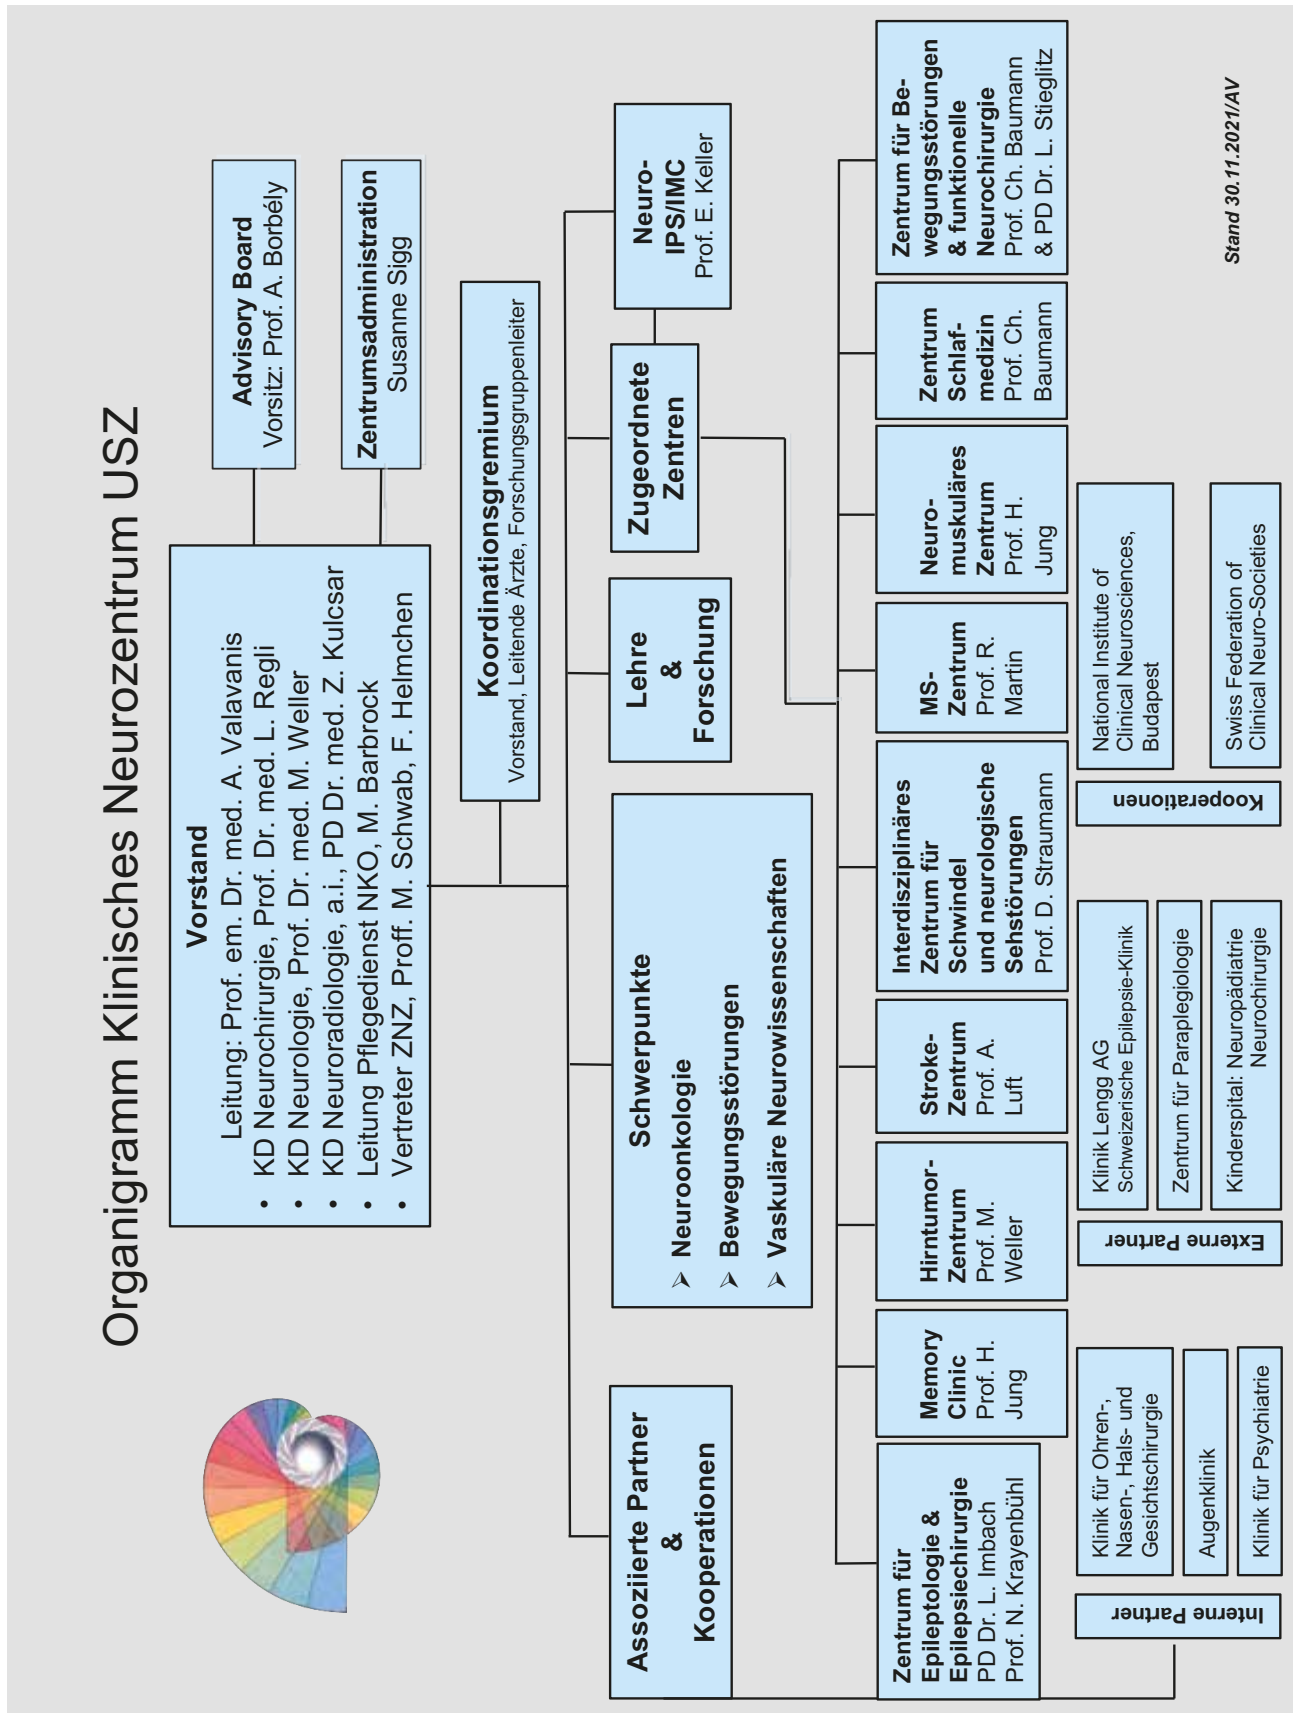 Organigramm Klinisches Neurozentrum USZ
Vorstand
Leitung: Prof. em. Dr. med. A. Valavanis
• KD Neurochirurgie, Prof. Dr. med. L. Regli
• KD Neurologie, Prof. Dr. med. M. Weller
• KD Neuroradiologie, a.i., PD Dr. med. Z. Kulcsar
• Leitung Pflegedienst NKO, M. Barbrock
• Vertreter ZNZ, Proff. M. Schwab, F. Helmchen
Advisory Board
Vorsitz: Prof. A. Borbély
Zentrumsadministration
Susanne Sigg
Koordinationsgremium
Vorstand, Leitende Ärzte, Forschungsgruppenleiter
Assoziierte Partner
&
Kooperationen
Schwerpunkte
➢ Neuroonkologie
➢ Bewegungsstörungen
➢ Vaskuläre Neurowissenschaften
Lehre
&
Forschung
Zugeordnete
Zentren
Neuro-
IPS/IMC
Prof. E. Keller
Zentrum für
Epileptologie &
Epilepsiechirurgie
PD Dr. L. Imbach
Prof. N. Krayenbühl
Memory
Clinic
Prof. H.
Jung
Hirntumor-
Zentrum
Prof. M.
Weller
Stroke-
Zentrum
Prof. A.
Luft
Interdisziplinäres
Zentrum für
Schwindel
und neurologische
Sehstörungen
Prof. D. Straumann
MS-
Zentrum
Prof. R.
Martin
Neuro-
muskuläres
Zentrum
Prof. H.
Jung
Zentrum
Schlaf-
medizin
Prof. Ch.
Baumann
Zentrum für Be-
wegungsstörungen
& funktionelle
Neurochirurgie
Prof. Ch. Baumann
& PD Dr. L. Stieglitz
Interne Partner
Klinik für Ohren-,
Nasen-, Hals- und
Gesichtschirurgie
Augenklinik
Klinik für Psychiatrie
Externe Partner
Klinik Lengg AG
Schweizerische Epilepsie-Klinik
Zentrum für Paraplegiologie
Kinderspital: Neuropädiatrie
Neurochirurgie
Kooperationen
National Institute of
Clinical Neurosciences,
Budapest
Swiss Federation of
Clinical Neuro-Societies
Stand 30.11.2021/AV